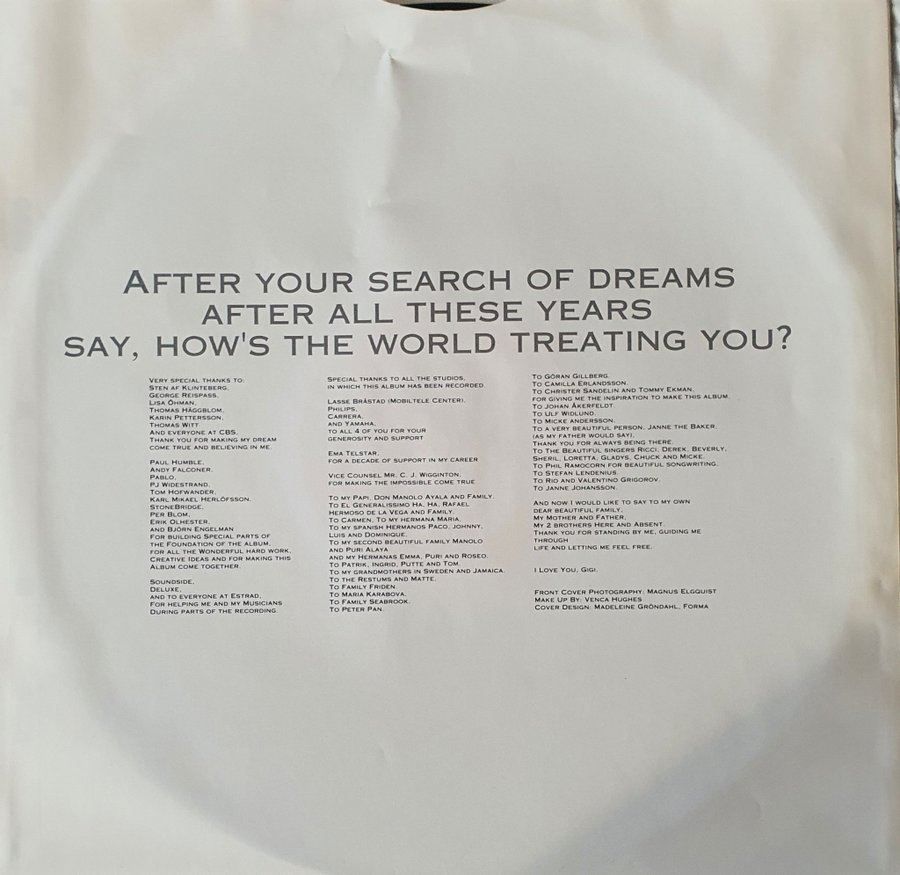 After your search of dreams
after all these years
say, how's the world treating you?
Very special thanks to:
Sten af Klinteberg,
George Reispass,
Lisa Öhman,
Thomas Häggblom,
Karin Pettersson,
Thomas Witt
And everyone at CBS,
Thank you for making my dream
come true and believing in me.
Paul Humble,
Andy Falconer,
Pablo,
PJ Widestrand,
Tom Hofwander,
Karl Mikael Herlöfsson,
StoneBridge,
Per Blom,
Erik Olhester,
and Björn Engelman
for building Special parts of
the Foundation of the album.
for all the Wonderful hard work,
Creative Ideas and for making this
Album come together.
Soundside,
Deluxe,
and to everyone at Estrad,
For helping me and my Musicians
During parts of the recording.
Special thanks to all the studios,
in which this album has been recorded.
Lasse Bråstad (Mobiltele Center),
Philips,
Carrera,
and Yamaha,
to all 4 of you for your
generosity and support
Ema Telstar,
for a decade of support in my career
Vice Counsel Mr. C. J. Wigginton,
for making the impossible come true
To my Papi, Don Manolo Ayala and Family.
To El Generalissimo Ha, Ha, Rafael
Hermoso de la Vega and Family.
To Carmen, To my hermana Maria,
To my spanish Hermanos Paco, Johnny,
Luis and Dominique.
To my second beautiful family Manolo
and Puri Alaya
and my Hermanas Emma, Puri and Roseo.
To Patrik, Ingrid, Putte and Tom.
To my grandmothers in Sweden and Jamaica.
To the Restums and Matte.
To Family Friden.
To Maria Karabova.
To Family Seabrook.
To Peter Pan.
To Göran Gillberg.
To Camilla Erlandsson.
To Christer Sandelin and Tommy Ekman,
for giving me the inspiration to make this album.
To Johan Åkerfeldt.
To Ulf Widlund.
To Micke Andersson.
To a very beautiful person, Janne the Baker,
(as my father would say),
Thank you for always being there.
To the Beautiful singers Ricci, Derek, Beverly,
Sheril, Loretta, Gladys, Chuck and Micke.
To Phil Ramocorn for beautiful songwriting.
To Stefan Lendenius.
To Rio and Valentino Grigorov.
To Janne Johansson.
And now I would like to say to my own
dear beautiful family,
My Mother and Father,
My 2 brothers Here and Absent.
Thank you for standing by me, guiding me
through
life and letting me feel free.
I Love You, Gigi.
Front Cover Photography: Magnus Elgquist
Make Up By: Venca Hughes
Cover Design: Madeleine Gröndahl, Forma